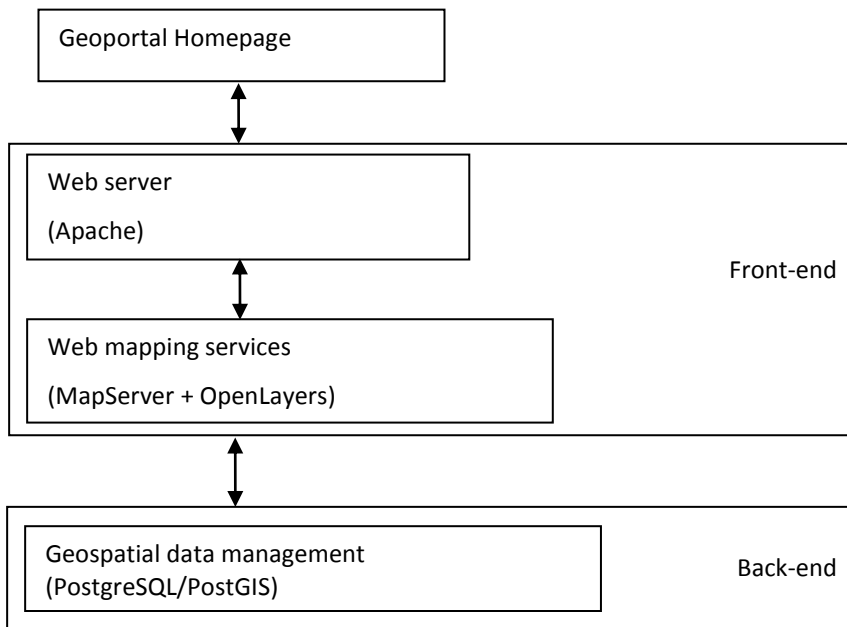 Geoportal Homepage
Web server
(Apache)
Front-end
Web mapping services
(MapServer + OpenLayers)
Geospatial data management
(PostgreSQL/PostGIS)
Back-end